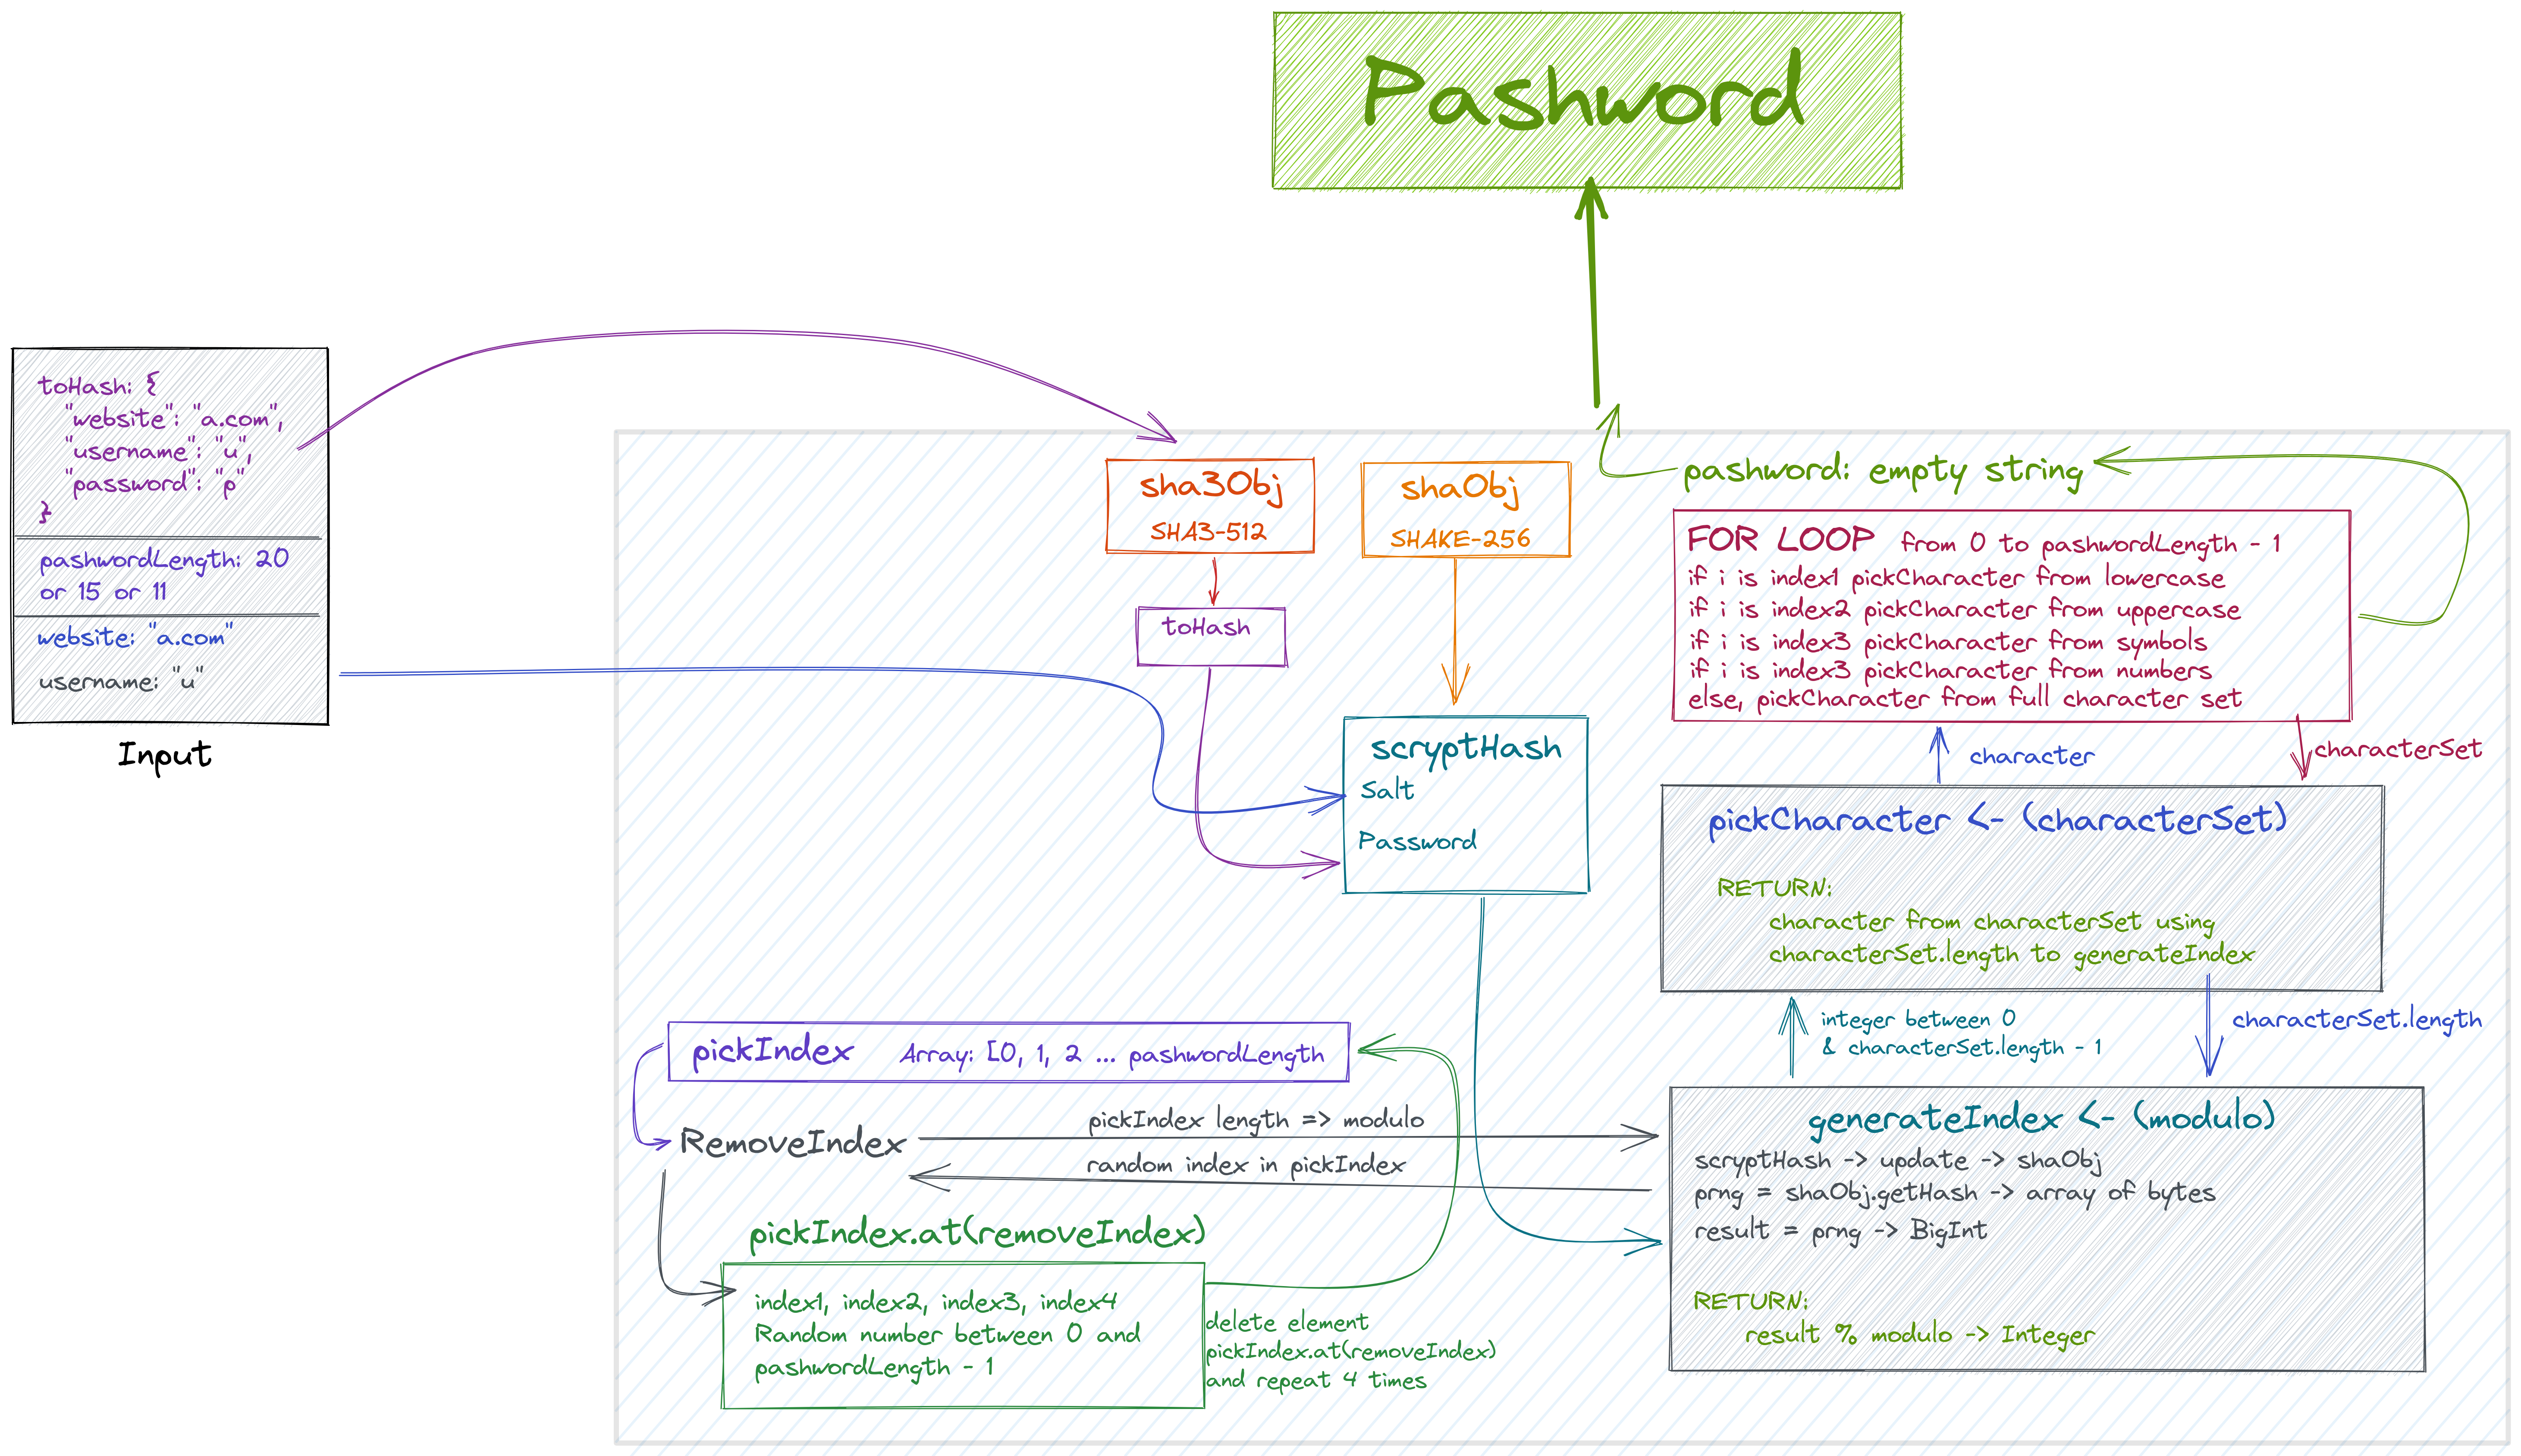 Pashword
toHash: {
"website": "a.com",
"username": "u",
"password": "p"
}
pashwordLength: 20
or 15 or 11
website: "a.com"
username: "u"
Input
sha3Obj
SHA3-512
toHash
shaObj
SHAKE-256
scryptHash
Salt
Password
pashword: empty string
FOR LOOP from 0 to pashwordLength - 1
if i is index1 pickCharacter from lowercase
if i is index2 pickCharacter from uppercase
if i is index3 pickCharacter from symbols
if i is index3 pickCharacter from numbers
else, pickCharacter from full character set
character
characterSet
pickCharacter <- (characterSet)
RETURN:
character from characterSet using
characterSet.length to generateIndex
integer between 0
& characterSet.length - 1
characterSet.length
generateIndex <- (modulo)
scryptHash -> update -> shaObj
prng = shaObj.getHash -> array of bytes
result = prng -> BigInt
RETURN:
result % modulo -> Integer
pickIndex Array: [0, 1, 2 ... pashwordLength
RemoveIndex
pickIndex length => modulo
random index in pickIndex
pickIndex.at(removeIndex)
index1, index2, index3, index4
Random number between 0 and
pashwordLength - 1
delete element
pickIndex.at(removeIndex)
and repeat 4 times